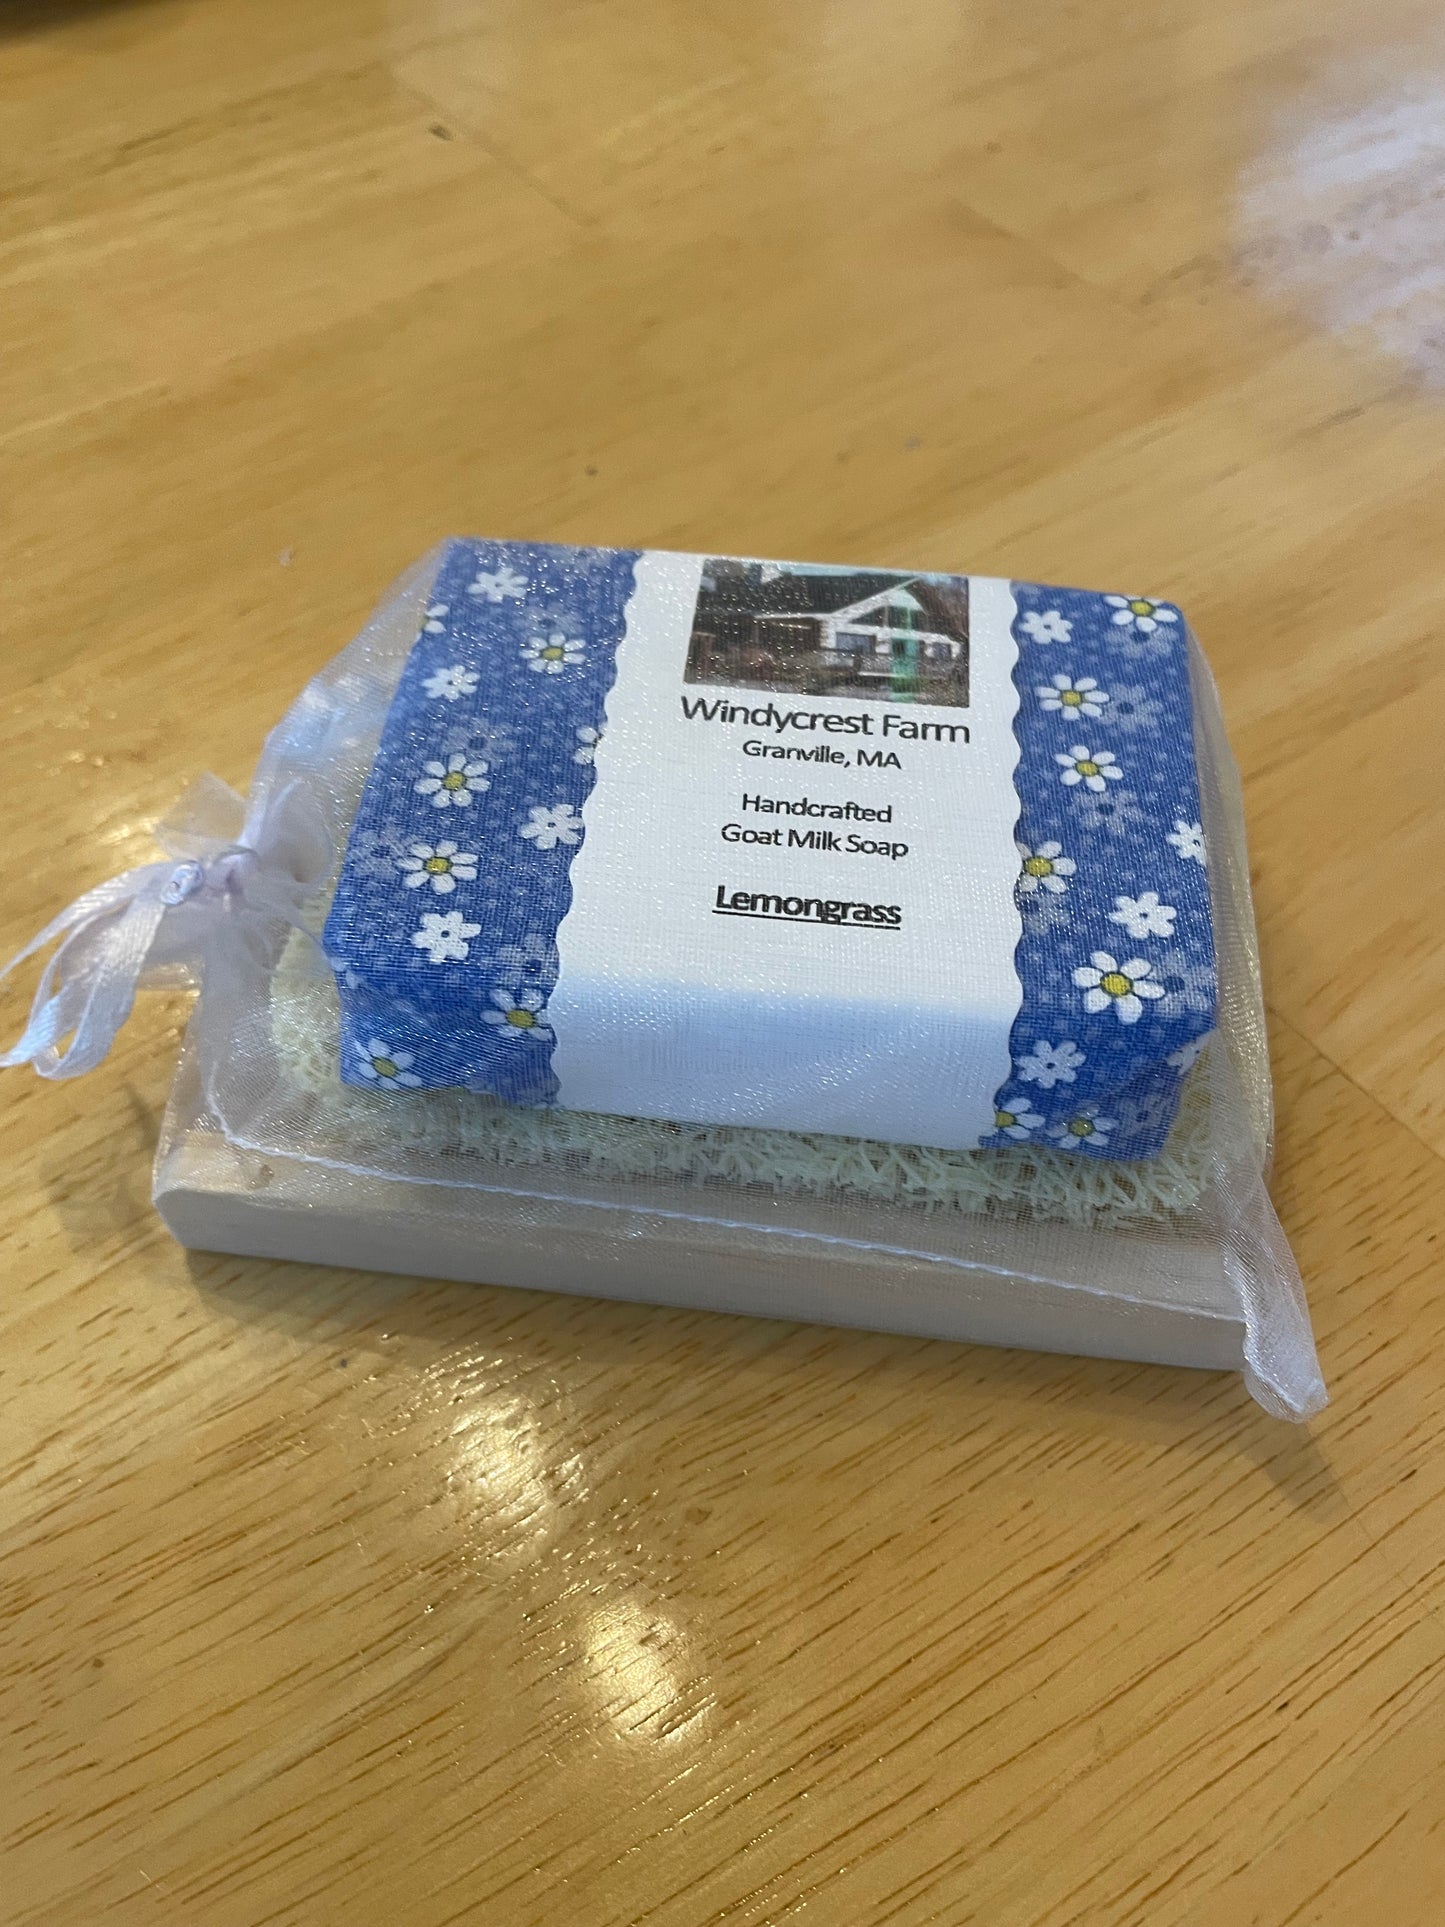 Windycrest Farm
Granville, MA
Handcrafted
Goat Milk Soap
Lemongrass